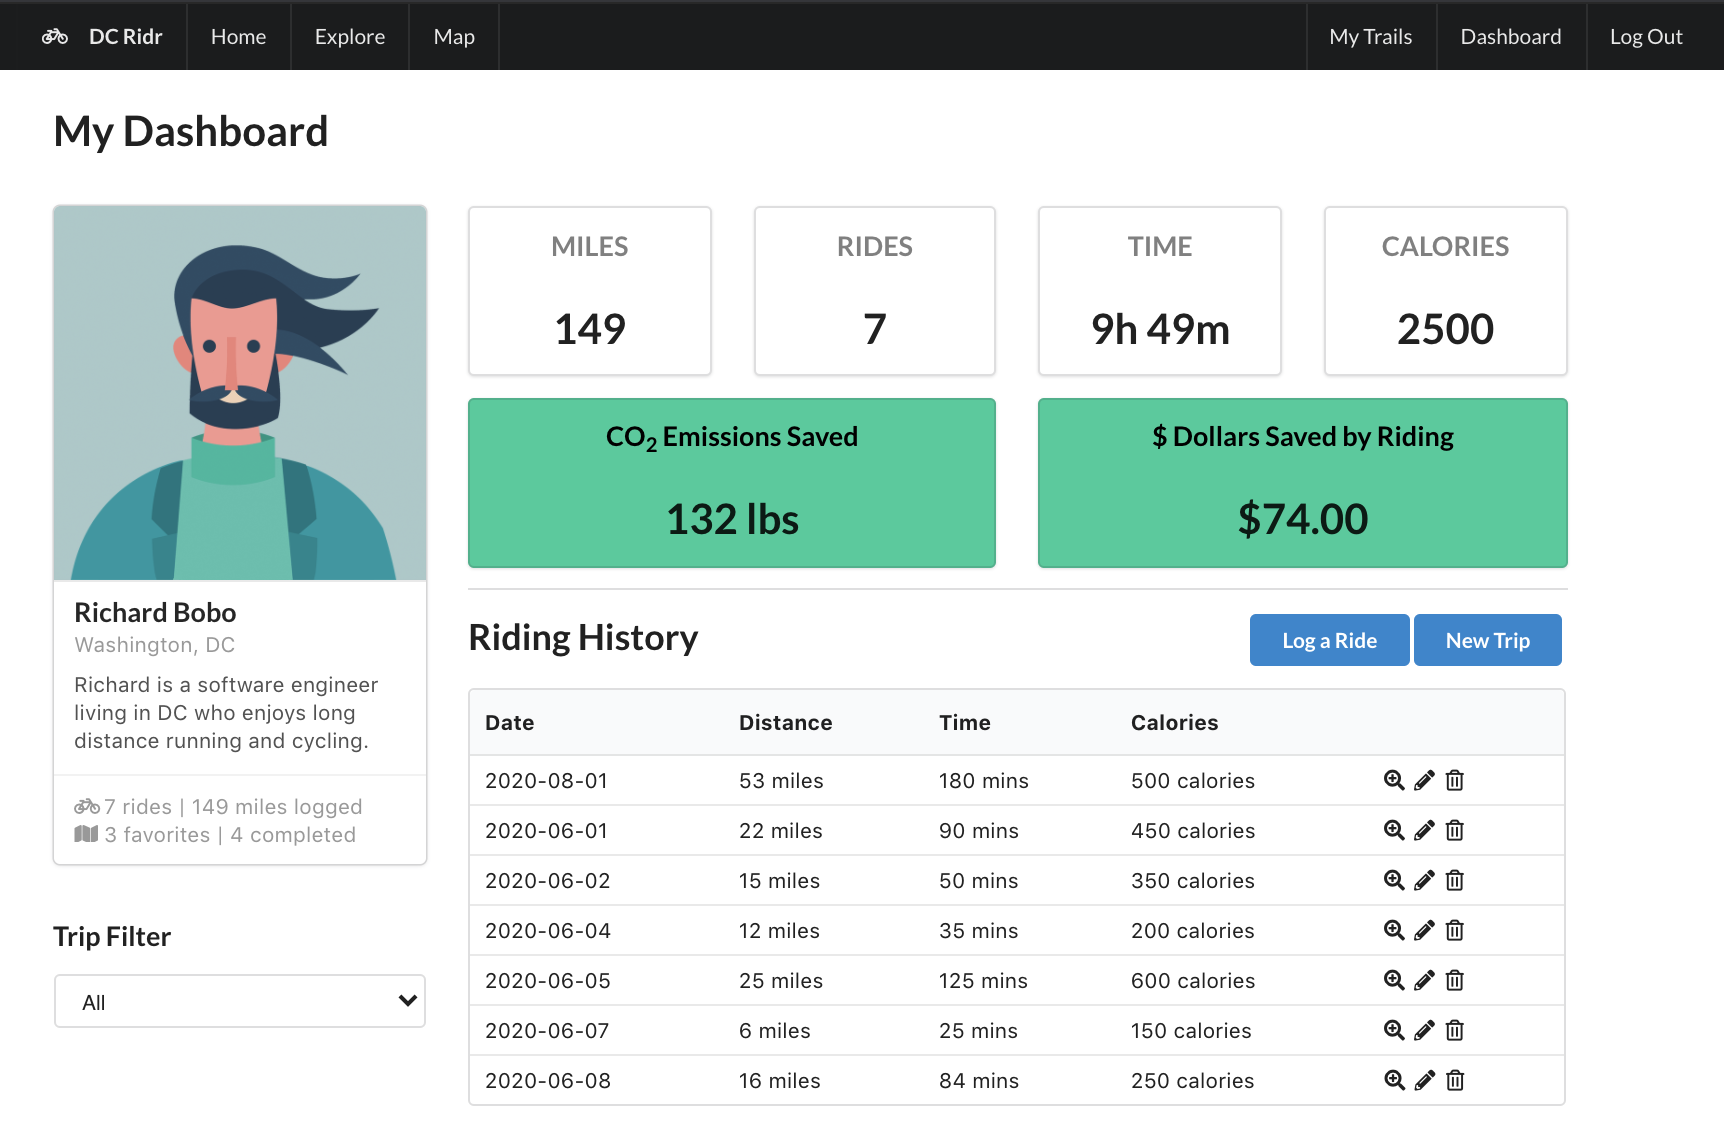 DC Ridr Home Explore Map My Trails Dashboard Log Out
My Dashboard
MILES RIDES TIME CALORIES
149 7 9h 49m 2500
CO2 Emissions Saved $ Dollars Saved by Riding
132 lbs $74.00
Richard Bobo
Washington, DC
Richard is a software engineer
living in DC who enjoys long
distance running and cycling.
7 rides | 149 miles logged
3 favorites | 4 completed
Trip Filter
All
Riding History Log a Ride New Trip
Date Distance Time Calories
2020-08-01 53 miles 180 mins 500 calories
2020-06-01 22 miles 90 mins 450 calories
2020-06-02 15 miles 50 mins 350 calories
2020-06-04 12 miles 35 mins 200 calories
2020-06-05 25 miles 125 mins 600 calories
2020-06-07 6 miles 25 mins 150 calories
2020-06-08 16 miles 84 mins 250 calories